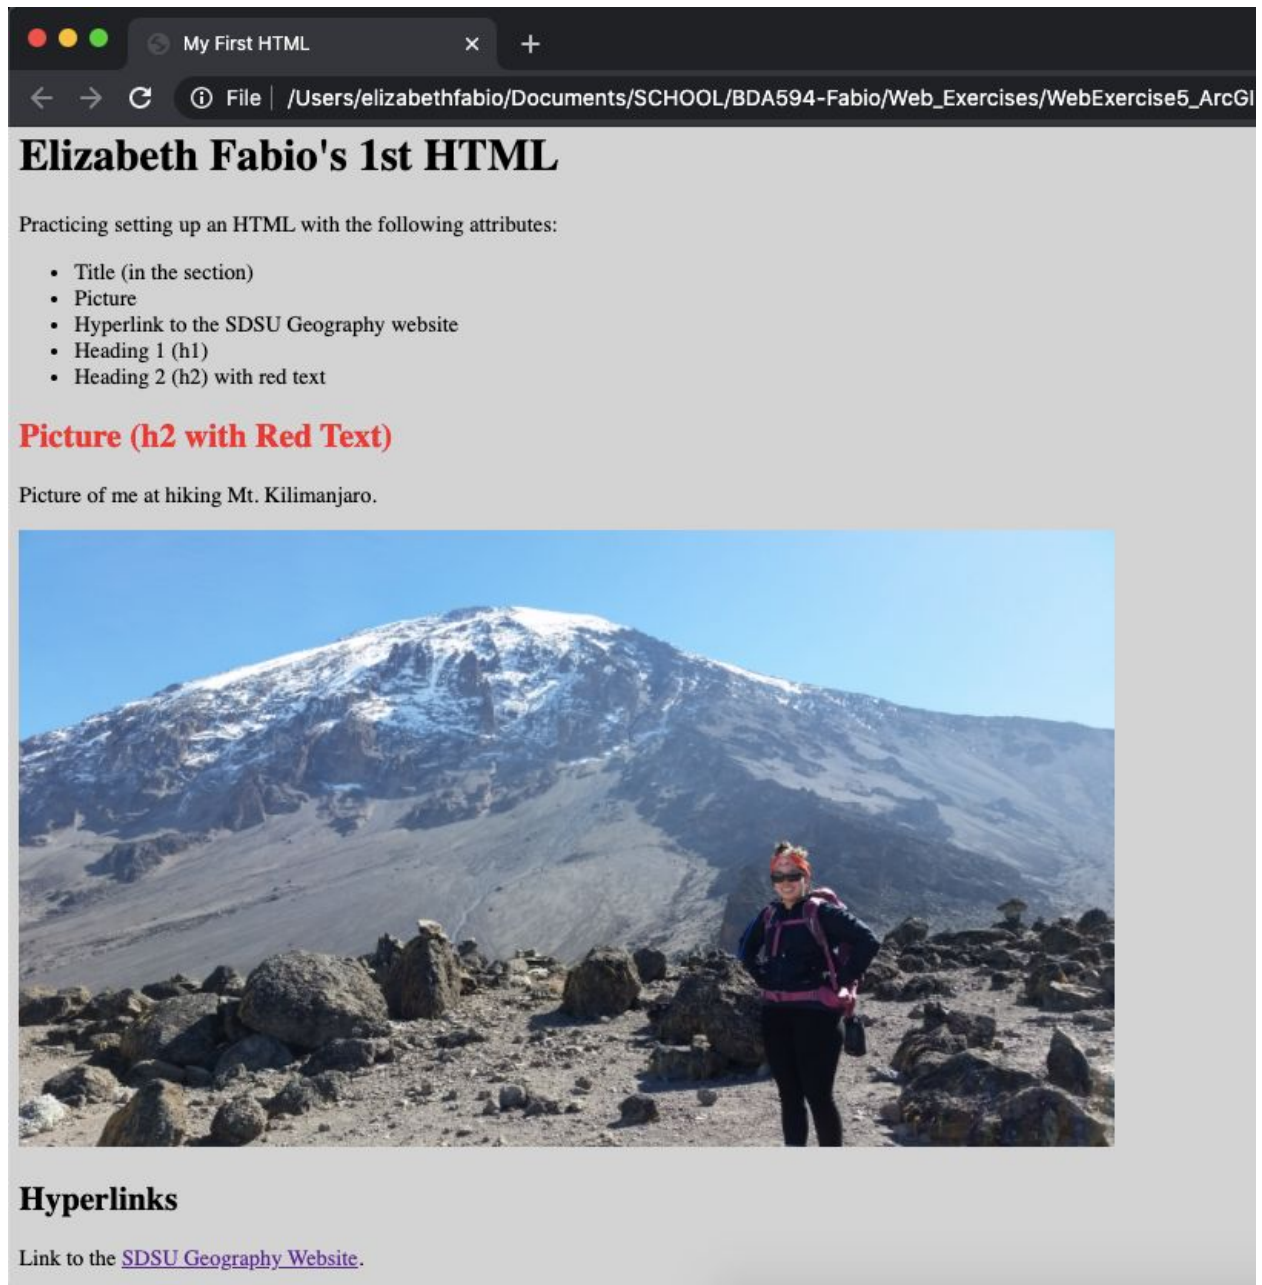 My First HTML
File /Users/elizabethfabio/Documents/SCHOOL/BDA594-Fabio/Web_Exercises/WebExercise5_ArcGI
Elizabeth Fabio's 1st HTML
Practicing setting up an HTML with the following attributes:
• Title (in the section)
• Picture
• Hyperlink to the SDSU Geography website
• Heading 1 (h1)
• Heading 2 (h2) with red text
Picture (h2 with Red Text)
Picture of me at hiking Mt. Kilimanjaro.
Hyperlinks
Link to the SDSU Geography Website.